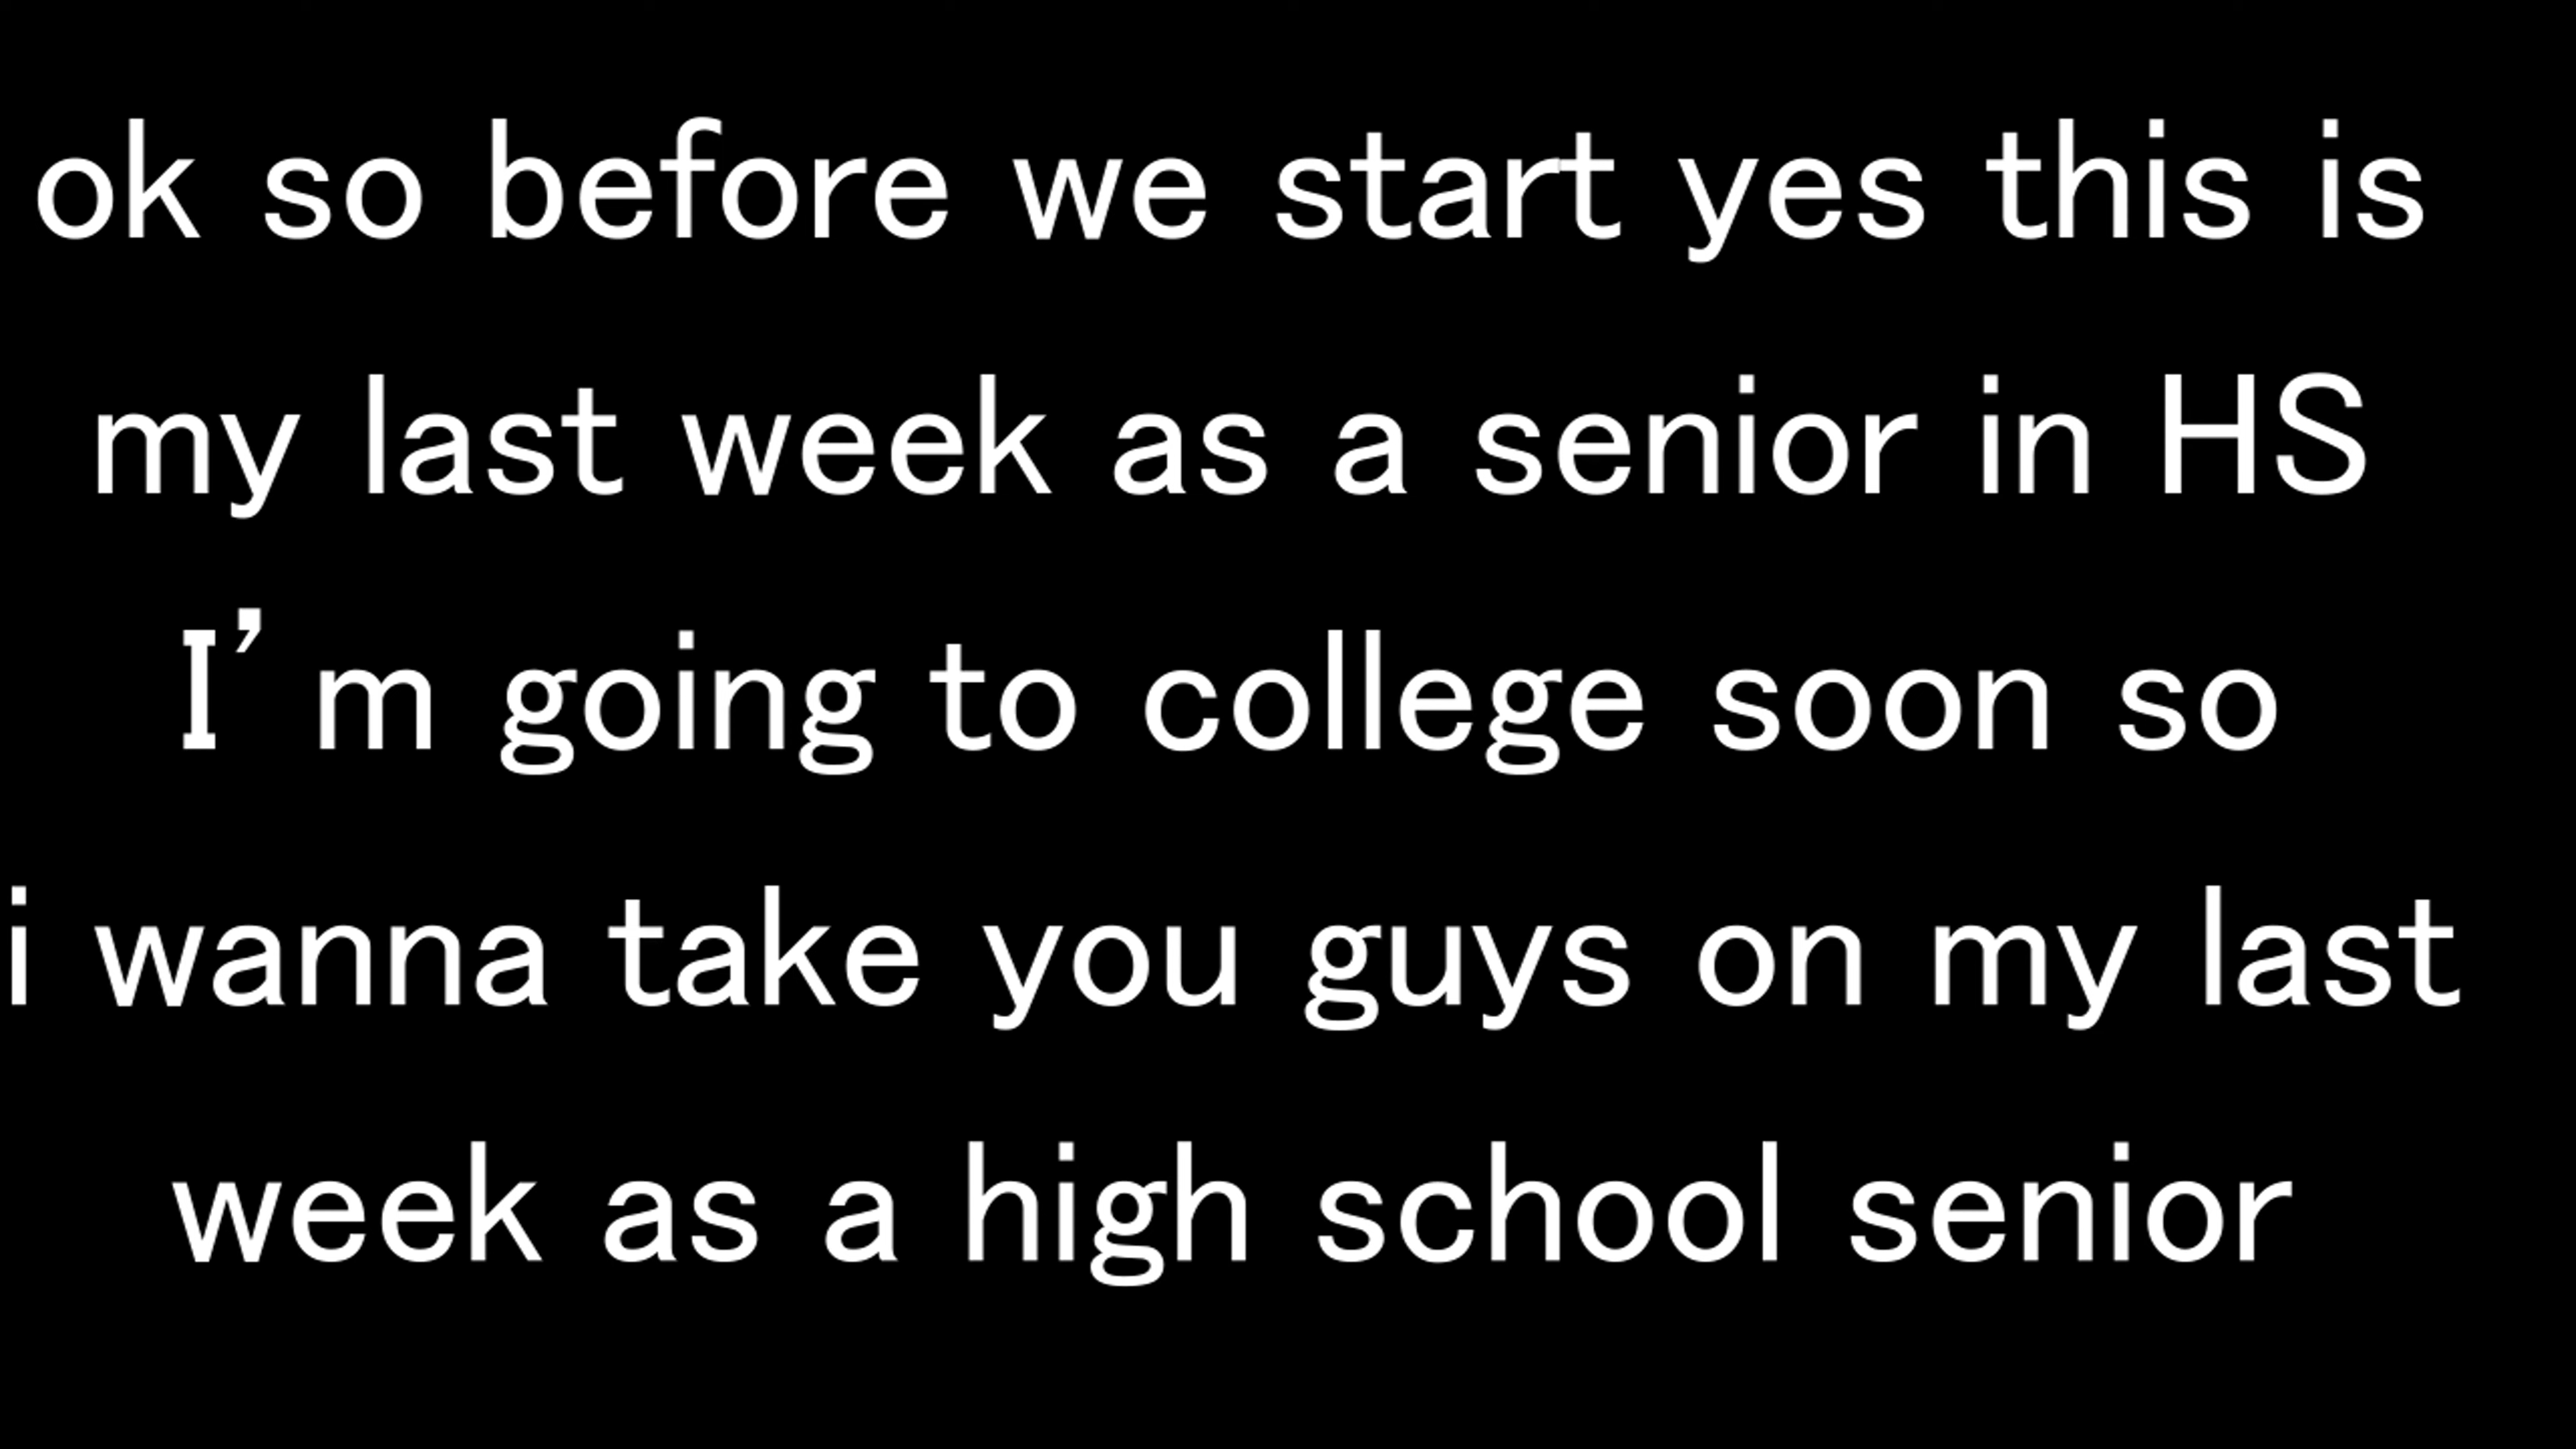 ok so before we start yes this is
my last week as a senior in HS
I’m going to college soon so
i wanna take you guys on my last
week as a high school senior